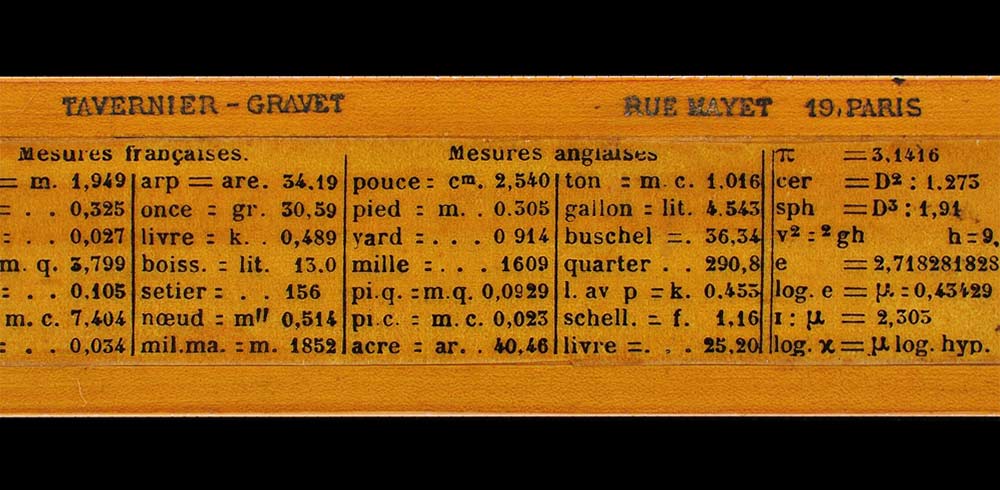 TAVERNIER - GRAVET RUE MAYET 19, PARIS
Mesures françaises. Mesures anglaises π = 3,1416
= m. 1,949 arp = are. 34.19 pouce = cm. 2,540 ton = m c. 1.016 cer = D² : 1.273
= . . 0,325 once = gr. 30,59 pied = m. . 0.305 gallon = lit. 4.543 sph = D³ : 1,91
= . . 0,027 livre = k. . 0,489 yard = . . . 0 914 buschel =. 36,34 v² = ² gh h = 9,
m. q. 3,799 boiss. = lit. 13.0 mille = . . . 1609 quarter . . 290,8 e = 2,718281828
= . . 0.105 setier = . . 156 pi.q. = m.q. 0,0929 l. av p = k. 0.453 log. e = μ = 0,43429
m. c. 7,404 nœud = m" 0,514 pi.c. = m. c. 0,023 schell. = f. 1,16 1 : μ = 2,305
= . . 0,034 mil.ma. = m. 1852 acre = ar. . 40,46 livre =. . . 25,20 log. x = μ log. hyp.